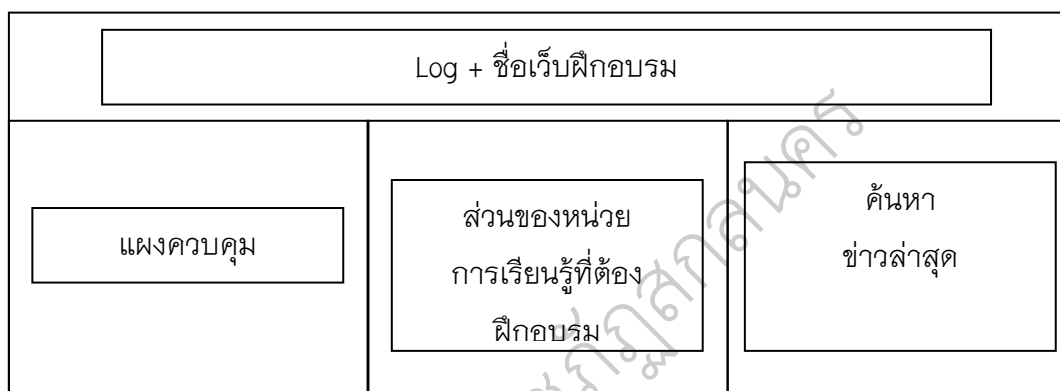 Log + ชื่อเว็บฝึกอบรม
แผงควบคุม
ส่วนของหน่วย
การเรียนรู้ที่ต้อง
ฝึกอบรม
ค้นหา
ข่าวล่าสุด